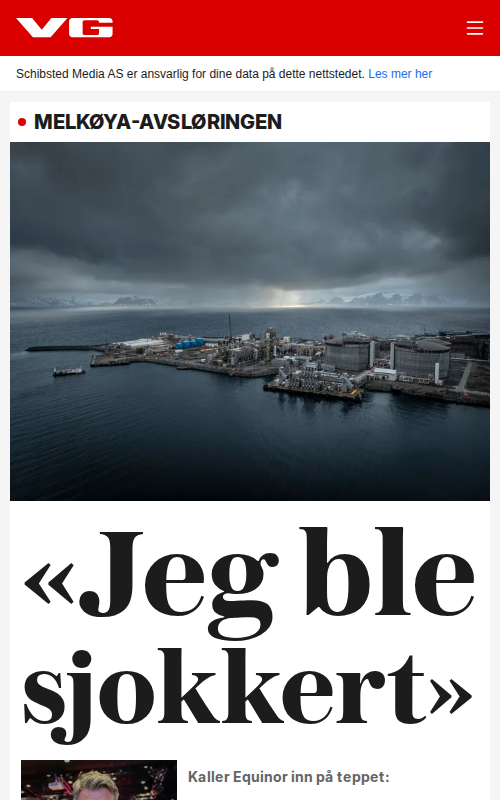 VG
Schibsted Media AS er ansvarlig for dine data på dette nettstedet. Les mer her
MELKØYA-AVSLØRINGEN
«Jeg ble
sjokkert»
Kaller Equinor inn på teppet: